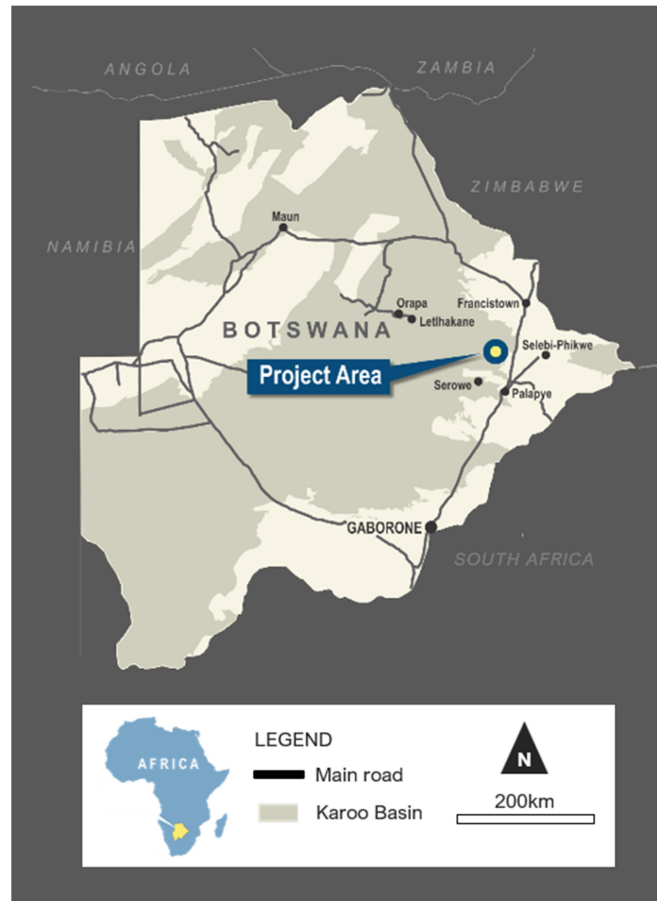 ANGOLA
ZAMBIA
ZIMBABWE
NAMIBIA
Maun
Orapa
Francistown
Letlhakane
BOTSWANA
Selebi-Phikwe
Project Area
Serowe
Palapye
GABORONE
SOUTH AFRICA
LEGEND
AFRICA
Main road
N
200km
Karoo Basin